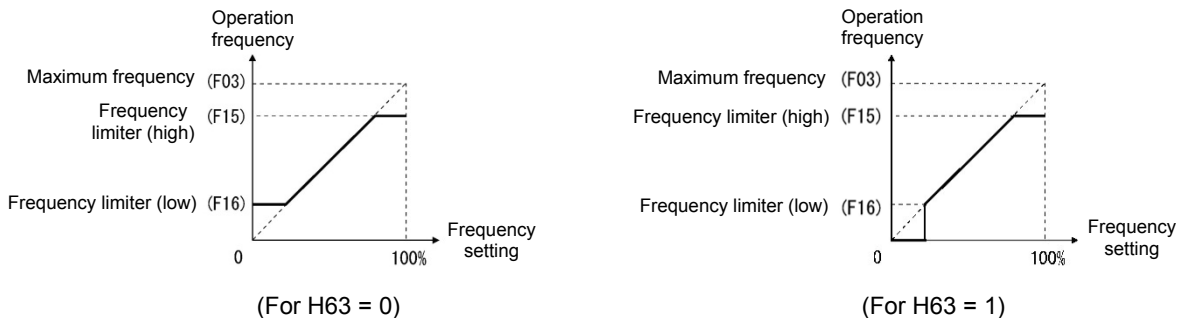 Operation
frequency
Maximum frequency (F03)
Frequency
limiter (high) (F15)
Frequency limiter (low) (F16)
Frequency
setting
0 100%
(For H63 = 0)
Operation
frequency
Maximum frequency (F03)
Frequency limiter (high) (F15)
Frequency limiter (low) (F16)
Frequency
setting
0 100%
(For H63 = 1)